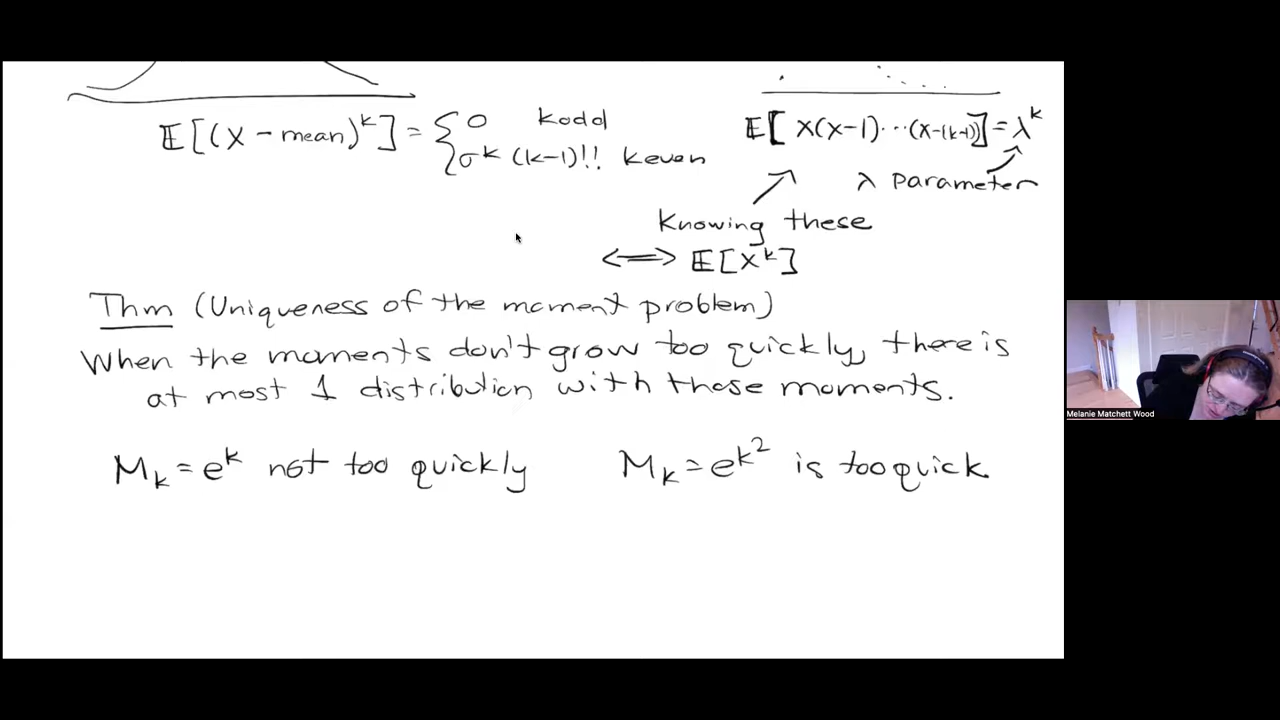 𝔼[(X - mean)^k] = { 0 k odd
σ^k (k-1)!! k even
𝔼[X(X-1)···(X-(k-1))] = λ^k
λ parameter
Knowing these
⟺ 𝔼[X^k]
Thm (Uniqueness of the moment problem)
When the moments don't grow too quickly, there is
at most 1 distribution with those moments.
M_k = e^k not too quickly
M_k = e^{k^2} is too quick
Melanie Matchett Wood